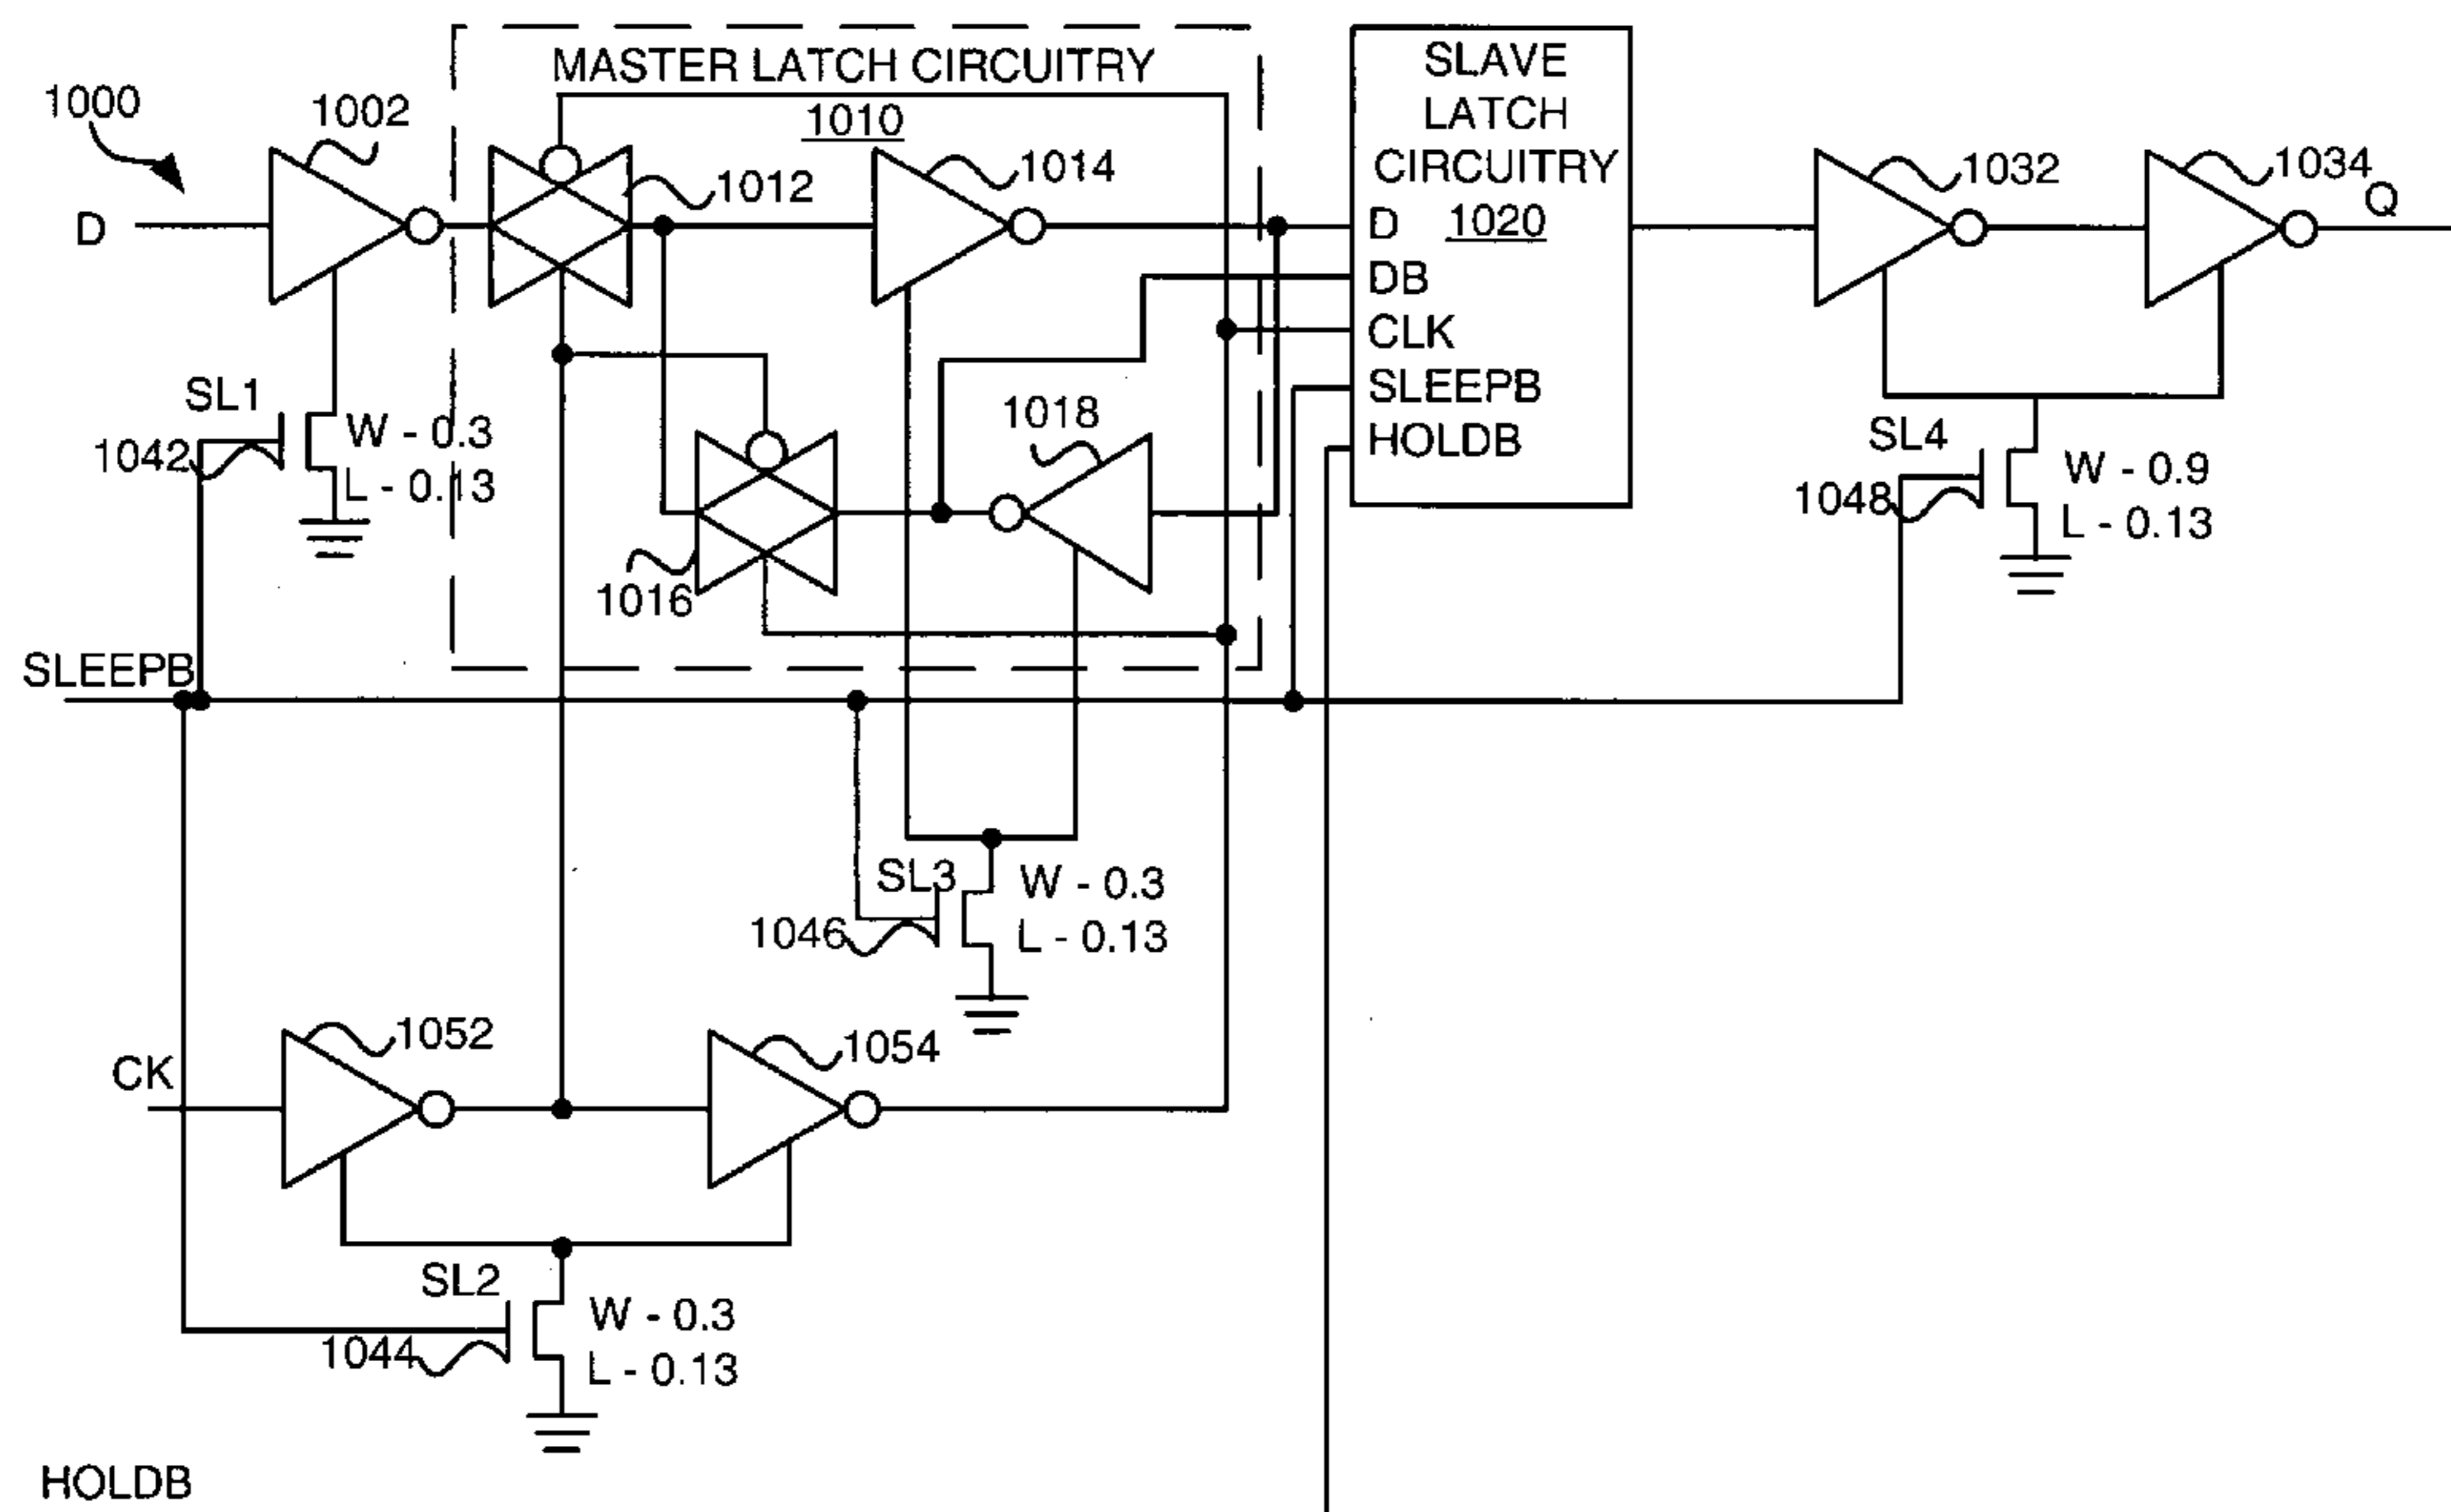 MASTER LATCH CIRCUITRY
1010
1000
1002
1012
1014
D
SLAVE
LATCH
CIRCUITRY
1020
D
DB
CLK
SLEEPB
HOLDB
1032
1034
Q
SL1
1042
W - 0.3
L - 0.13
1018
1016
SL4
1048
W - 0.9
L - 0.13
SLEEPB
SL3
1046
W - 0.3
L - 0.13
CK
1052
1054
SL2
1044
W - 0.3
L - 0.13
HOLDB